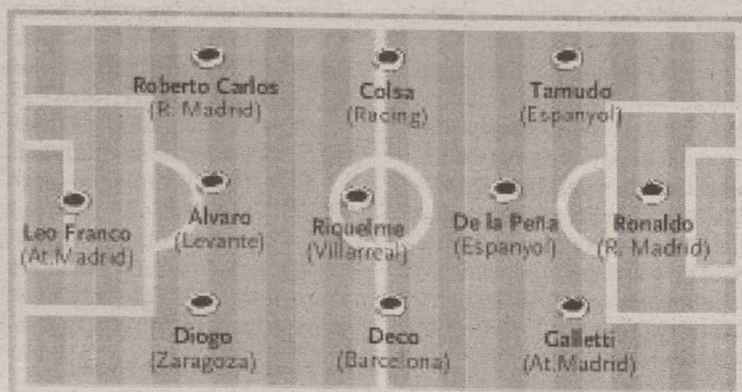 Roberto Carlos
(R. Madrid)
Colsa
(Racing)
Tamudo
(Espanyol)
Leo Franco
(At.Madrid)
Alvaro
(Levante)
Riquelme
(Villarreal)
De la Peña
(Espanyol)
Ronaldo
(R. Madrid)
Diogo
(Zaragoza)
Deco
(Barcelona)
Galletti
(At.Madrid)